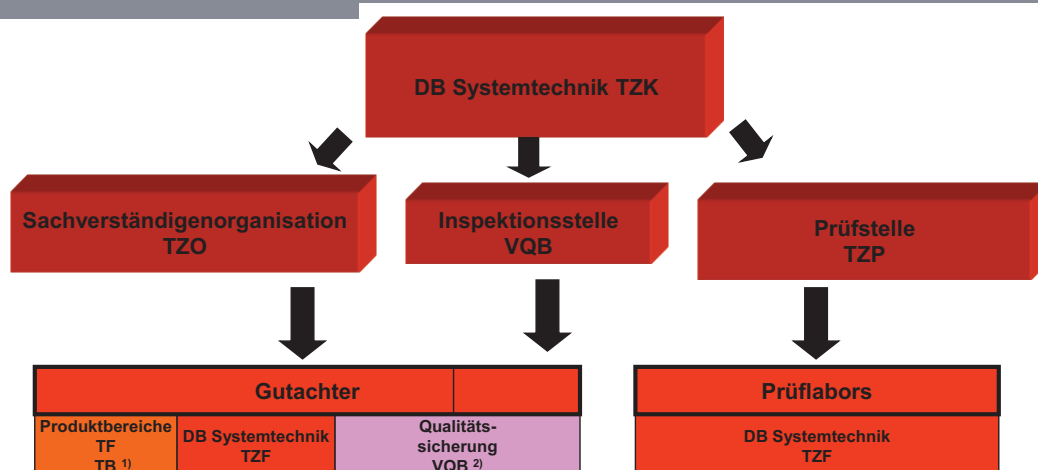 DB Systemtechnik TZK
Sachverständigenorganisation
TZO
Inspektionsstelle
VQB
Prüfstelle
TZP
Gutachter
Prüflabors
Produktbereiche
TF
TB 1)
DB Systemtechnik
TZF
Qualitäts-
sicherung
VQB 2)
DB Systemtechnik
TZF